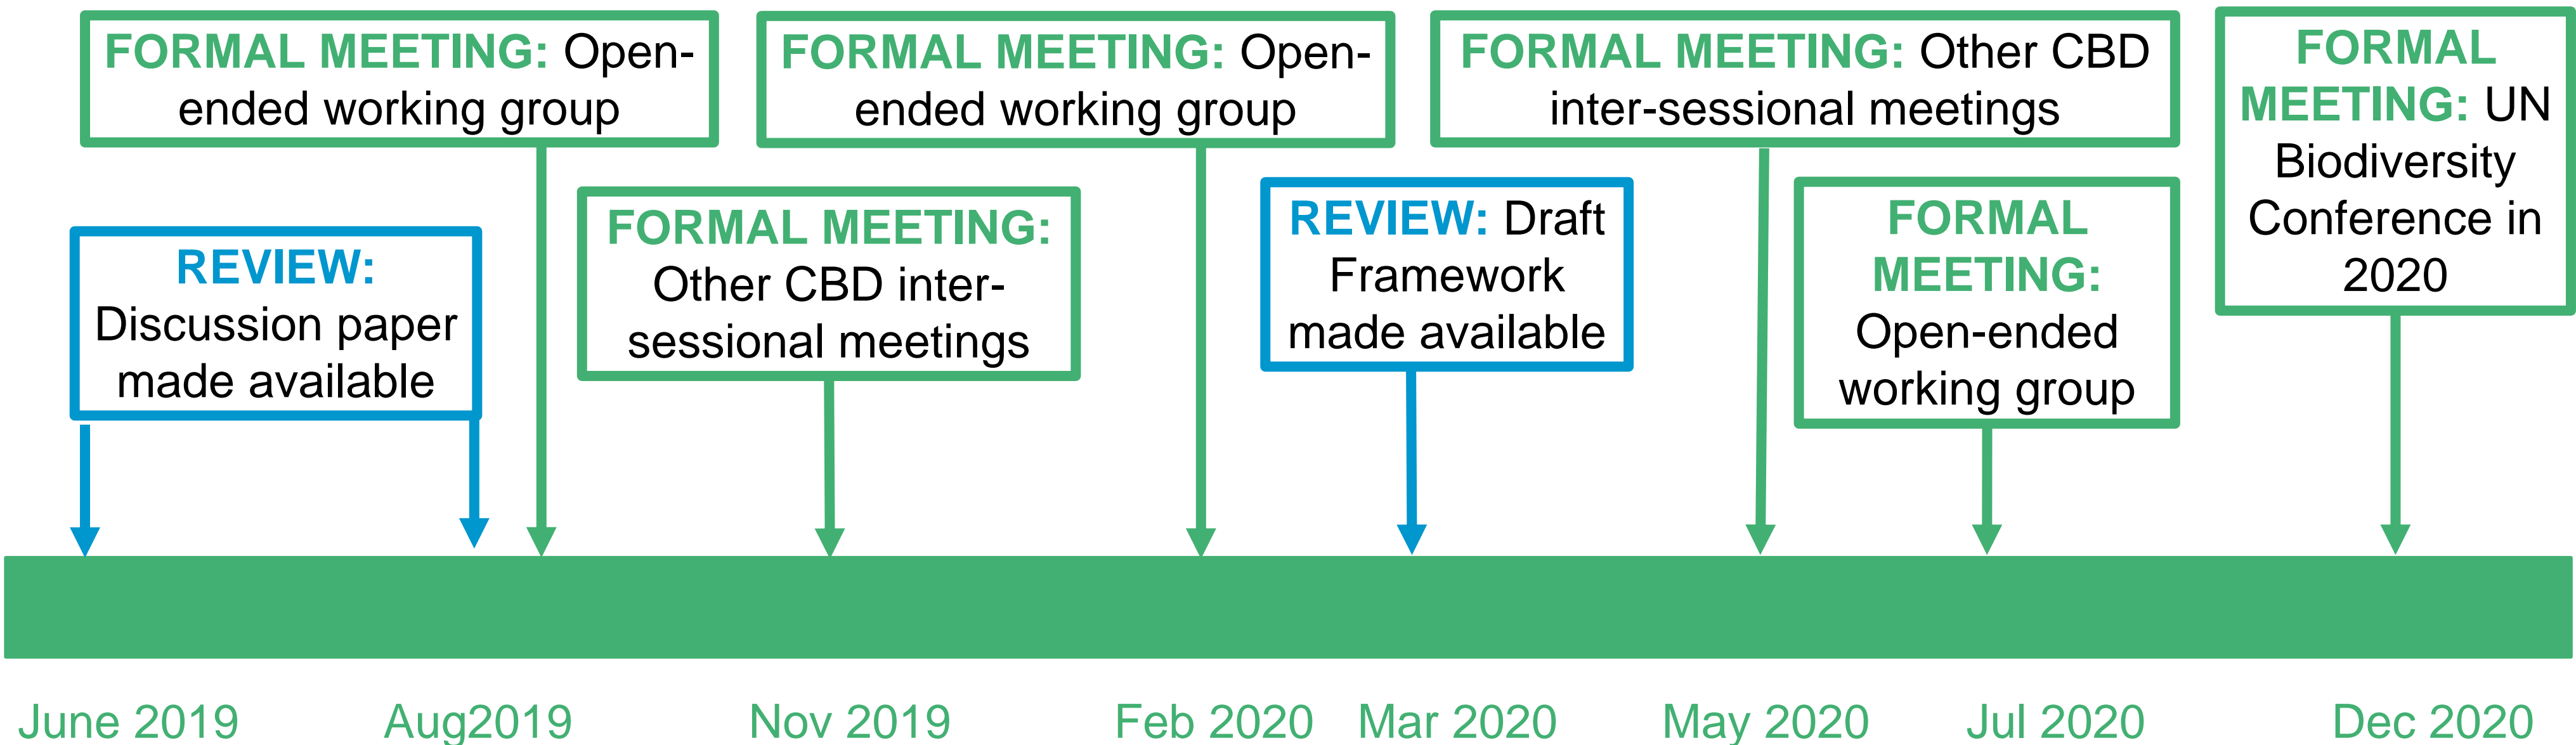 FORMAL MEETING: Open-
ended working group
FORMAL MEETING: Open-
ended working group
FORMAL MEETING: Other CBD
inter-sessional meetings
FORMAL
MEETING: UN
Biodiversity
Conference in
2020
REVIEW:
Discussion paper
made available
FORMAL MEETING:
Other CBD inter-
sessional meetings
REVIEW: Draft
Framework
made available
FORMAL
MEETING:
Open-ended
working group
June 2019
Aug2019
Nov 2019
Feb 2020
Mar 2020
May 2020
Jul 2020
Dec 2020